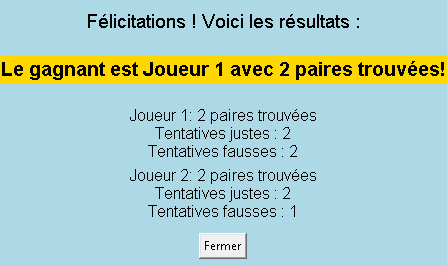 Félicitations ! Voici les résultats :
Le gagnant est Joueur 1 avec 2 paires trouvées!
Joueur 1: 2 paires trouvées
Tentatives justes : 2
Tentatives fausses : 2
Joueur 2: 2 paires trouvées
Tentatives justes : 2
Tentatives fausses : 1
Fermer